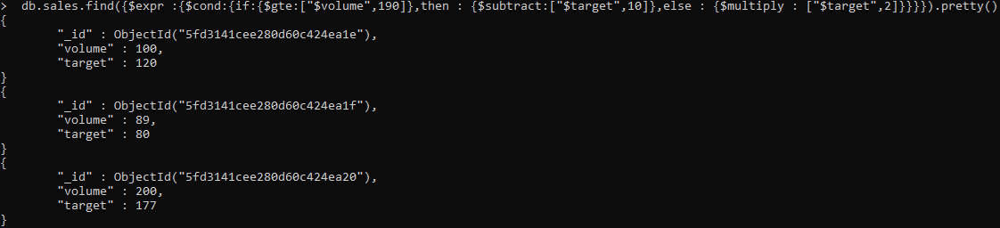 >  db.sales.find({$expr :{$cond:{if:{$gte:["$volume",190]},then : {$subtract:["$target",10]},else : {$multiply : ["$target",2]}}}}).pretty()
{
        "_id" : ObjectId("5fd3141cee280d60c424ea1e"),
        "volume" : 100,
        "target" : 120
}
{
        "_id" : ObjectId("5fd3141cee280d60c424ea1f"),
        "volume" : 89,
        "target" : 80
}
{
        "_id" : ObjectId("5fd3141cee280d60c424ea20"),
        "volume" : 200,
        "target" : 177
}